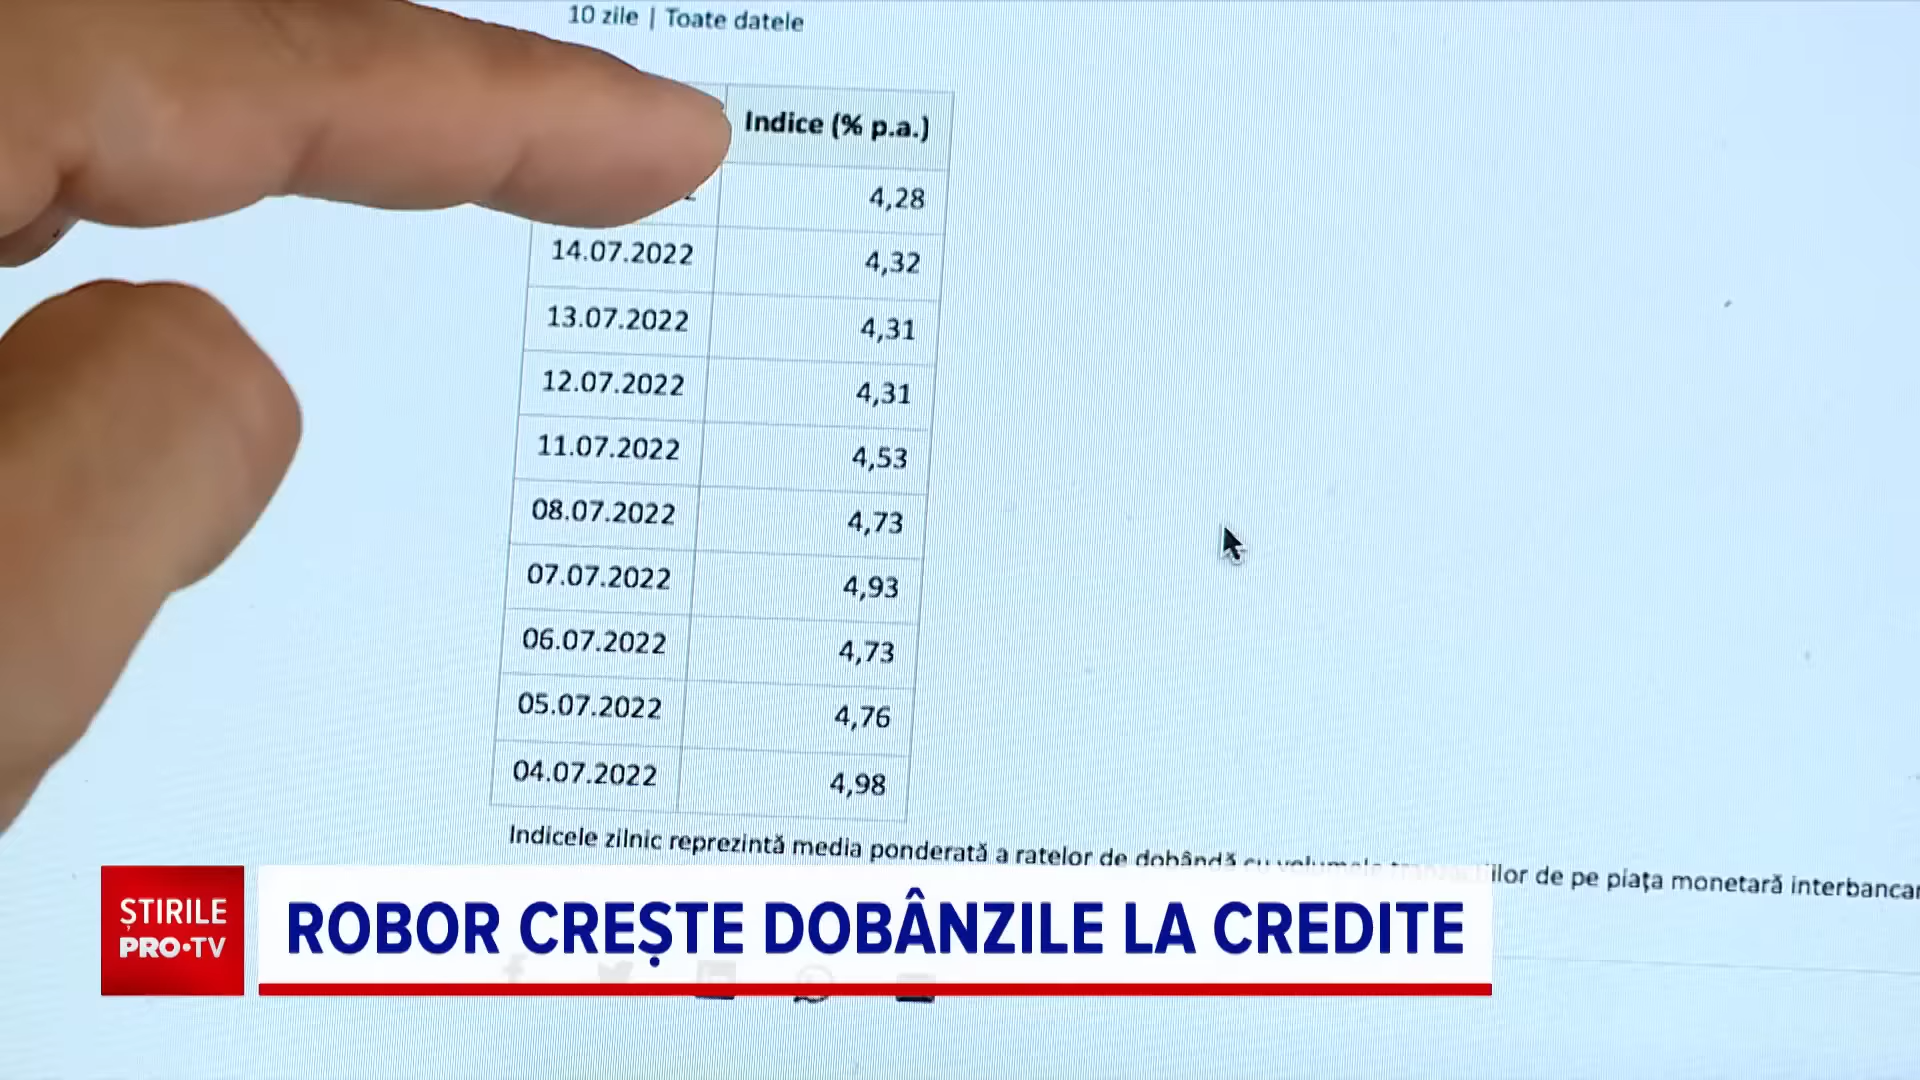 10 zile | Toate datele
Indice (% p.a.)
4,28
14.07.2022 4,32
13.07.2022 4,31
12.07.2022 4,31
11.07.2022 4,53
08.07.2022 4,73
07.07.2022 4,93
06.07.2022 4,73
05.07.2022 4,76
04.07.2022 4,98
Indicele zilnic reprezintă media ponderată a ratelor de dobândă cu volumele de pe piața monetară
ȘTIRILE
PRO•TV
ROBOR CREȘTE DOBÂNZILE LA CREDITE